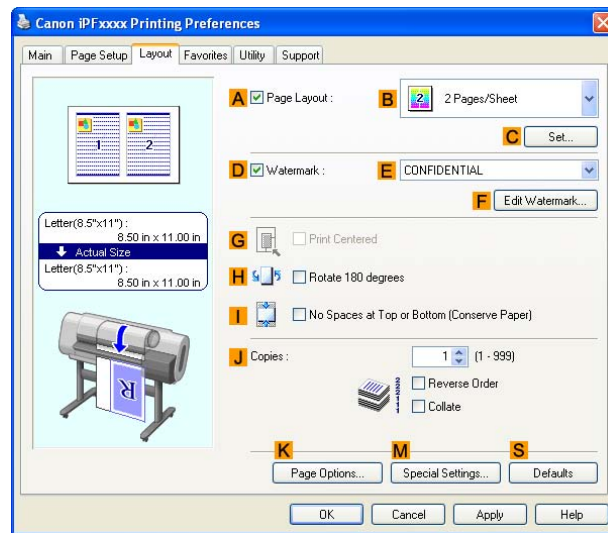 Canon iPFxxxx Printing Preferences
Main Page Setup Layout Favorites Utility Support
A Page Layout : B 2 2 Pages/Sheet
C Set...
D Watermark : E CONFIDENTIAL
F Edit Watermark...
1 2
Letter(8.5"x11") :
8.50 in x 11.00 in
Actual Size
Letter(8.5"x11") :
8.50 in x 11.00 in
R
G Print Centered
H Rotate 180 degrees
I No Spaces at Top or Bottom (Conserve Paper)
J Copies : 1 (1 - 999)
Reverse Order
Collate
K M S
Page Options... Special Settings... Defaults
OK Cancel Apply Help